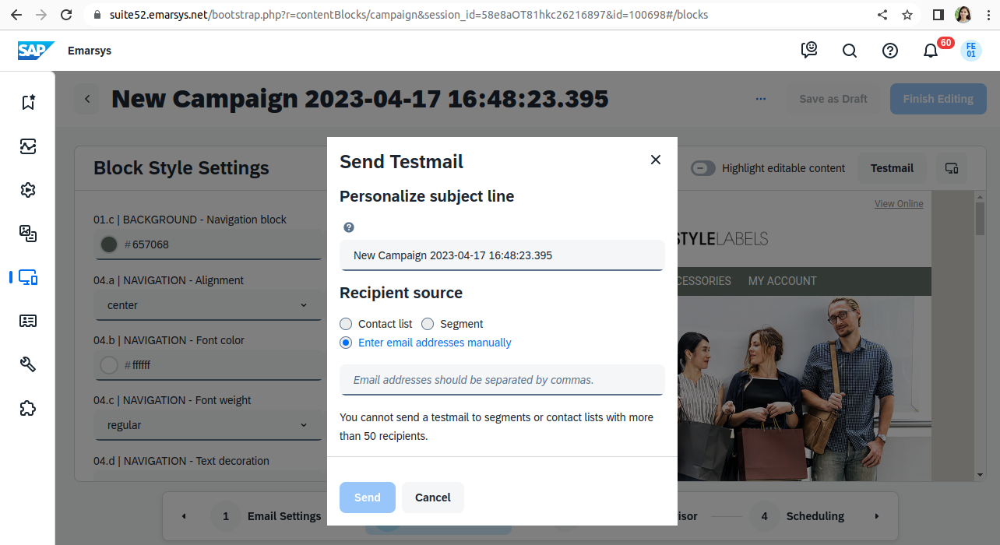 suite52.emarsys.net/bootstrap.php?r=contentBlocks/campaign&session_id=58e8aOT81hkc26216897&id=100698#/blocks
SAP Emarsys
60
FE
01
New Campaign 2023-04-17 16:48:23.395
Save as Draft
Finish Editing
Block Style Settings
01.c | BACKGROUND - Navigation block
#657068
04.a | NAVIGATION - Alignment
center
04.b | NAVIGATION - Font color
#ffffff
04.c | NAVIGATION - Font weight
regular
04.d | NAVIGATION - Text decoration
Send Testmail
Personalize subject line
?
New Campaign 2023-04-17 16:48:23.395
Recipient source
Contact list
Segment
Enter email addresses manually
Email addresses should be separated by commas.
You cannot send a testmail to segments or contact lists with more
than 50 recipients.
Send
Cancel
Highlight editable content
Testmail
View Online
STYLELABELS
CESSORIES MY ACCOUNT
1 Email Settings
isor
4 Scheduling